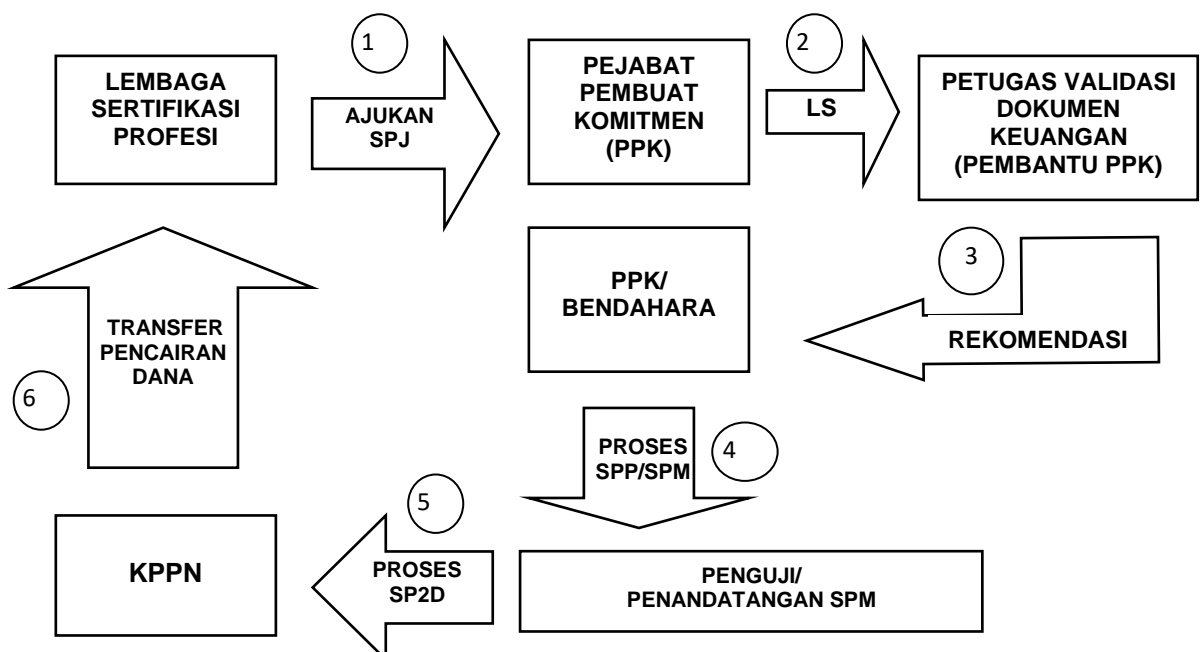 1
2
LEMBAGA
SERTIFIKASI
PROFESI
AJUKAN
SPJ
PEJABAT
PEMBUAT
KOMITMEN
(PPK)
LS
PETUGAS VALIDASI
DOKUMEN
KEUANGAN
(PEMBANTU PPK)
3
PPK/
BENDAHARA
REKOMENDASI
TRANSFER
PENCAIRAN
DANA
6
PROSES
SPP/SPM
4
5
KPPN
PROSES
SP2D
PENGUJI/
PENANDATANGAN SPM